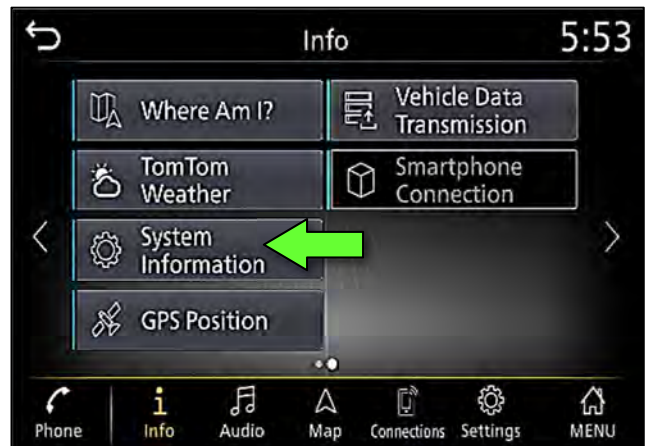 Info
5:53
Where Am I?
Vehicle Data
Transmission
TomTom
Weather
Smartphone
Connection
System
Information
GPS Position
Phone
Info
Audio
Map
Connections
Settings
MENU